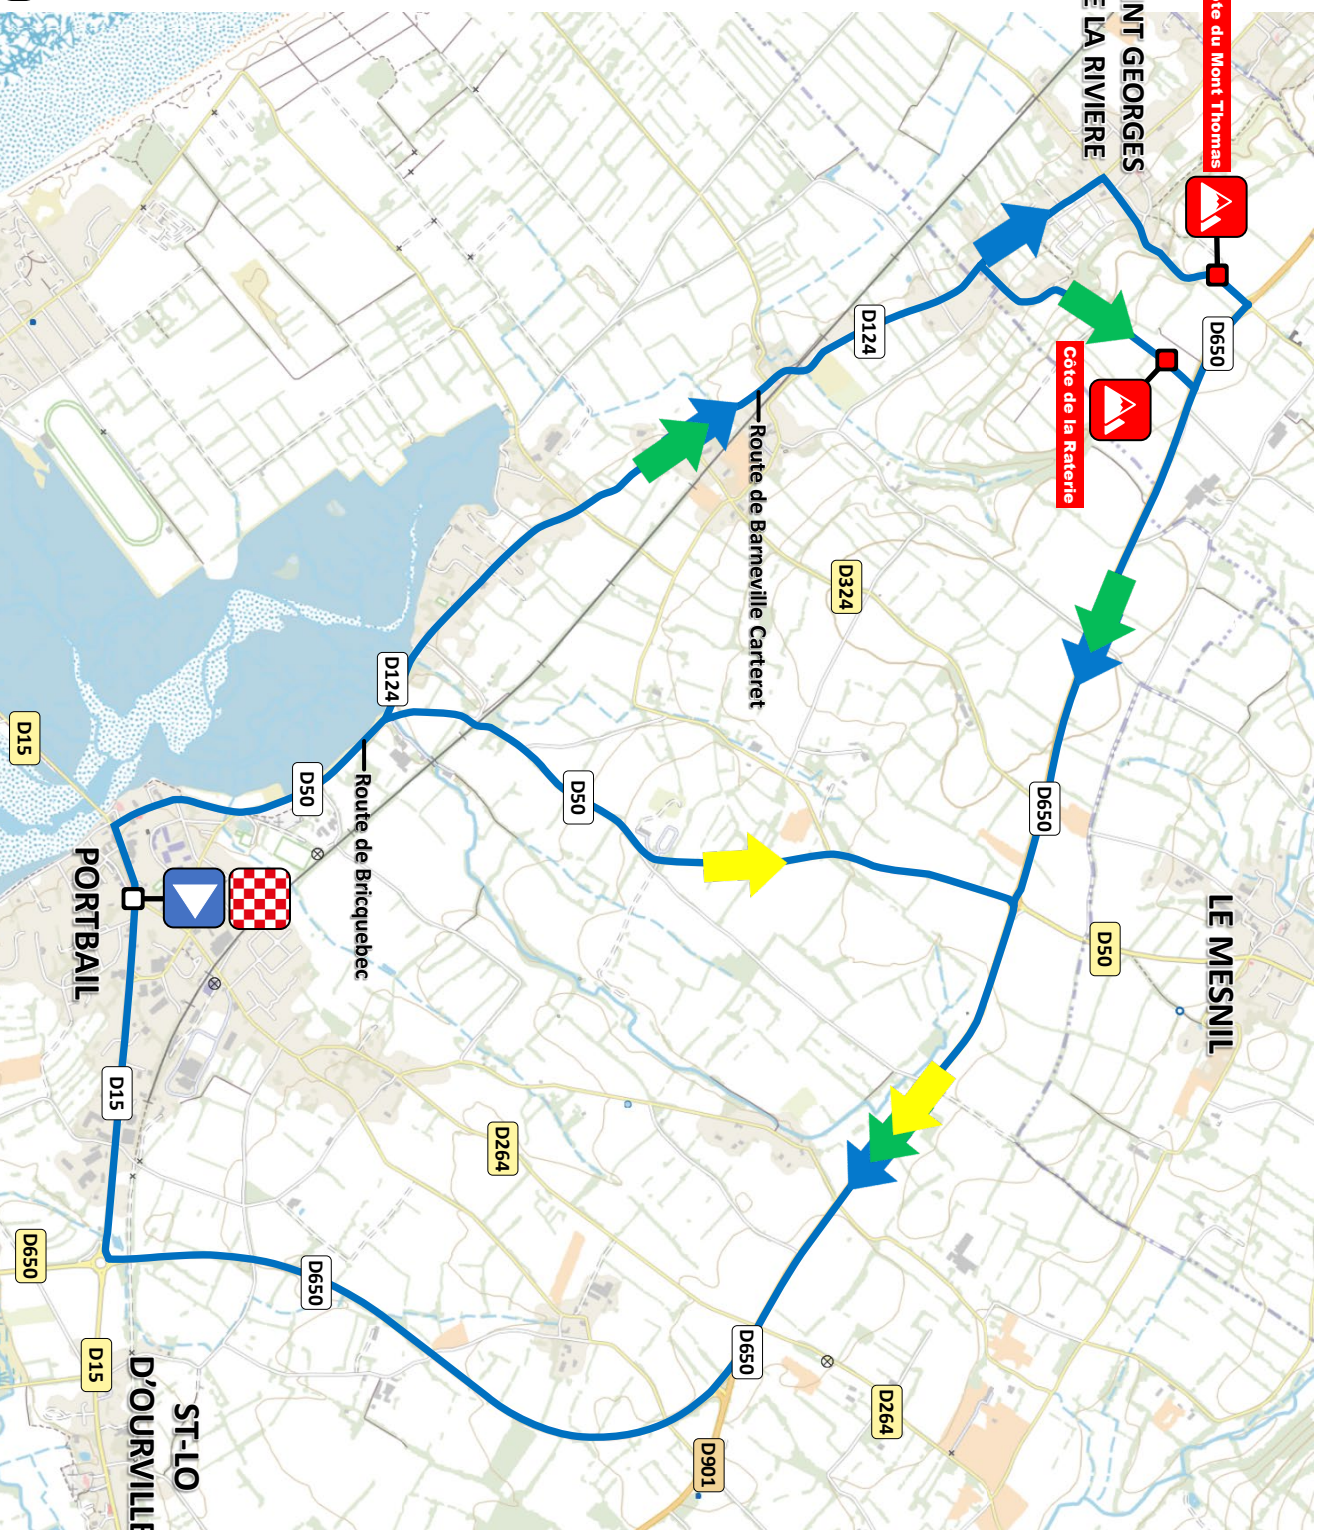 NT GEORGES
E LA RIVIERE
te du Mont Thomas
D650
Côte de la Raterie
D124
Route de Barneville Carteret
D324
D124
D15
D50
Route de Bricquebec
D50
D650
LE MESNIL
D50
PORTBAIL
D15
D264
D650
D650
D15
ST-LO
D'OURVILLE
D650
D264
D901